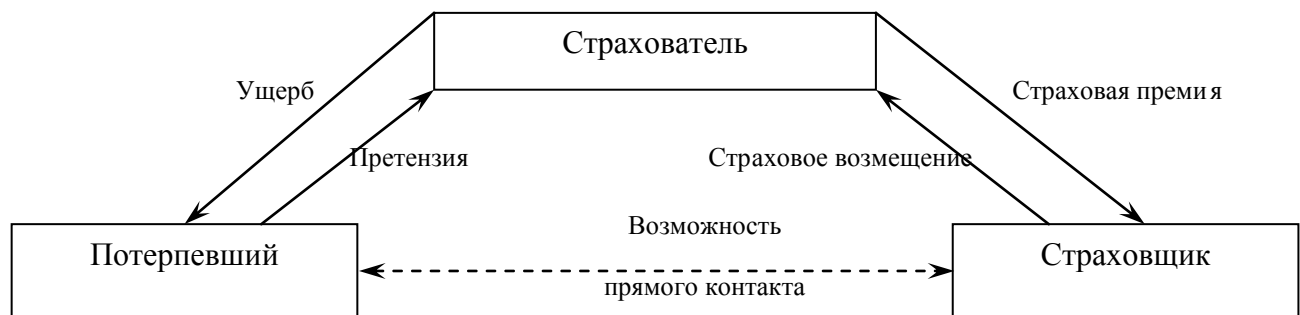 Страхователь
Ущерб
Страховая премия
Претензия
Страховое возмещение
Возможность
Потерпевший
Страховщик
прямого контакта